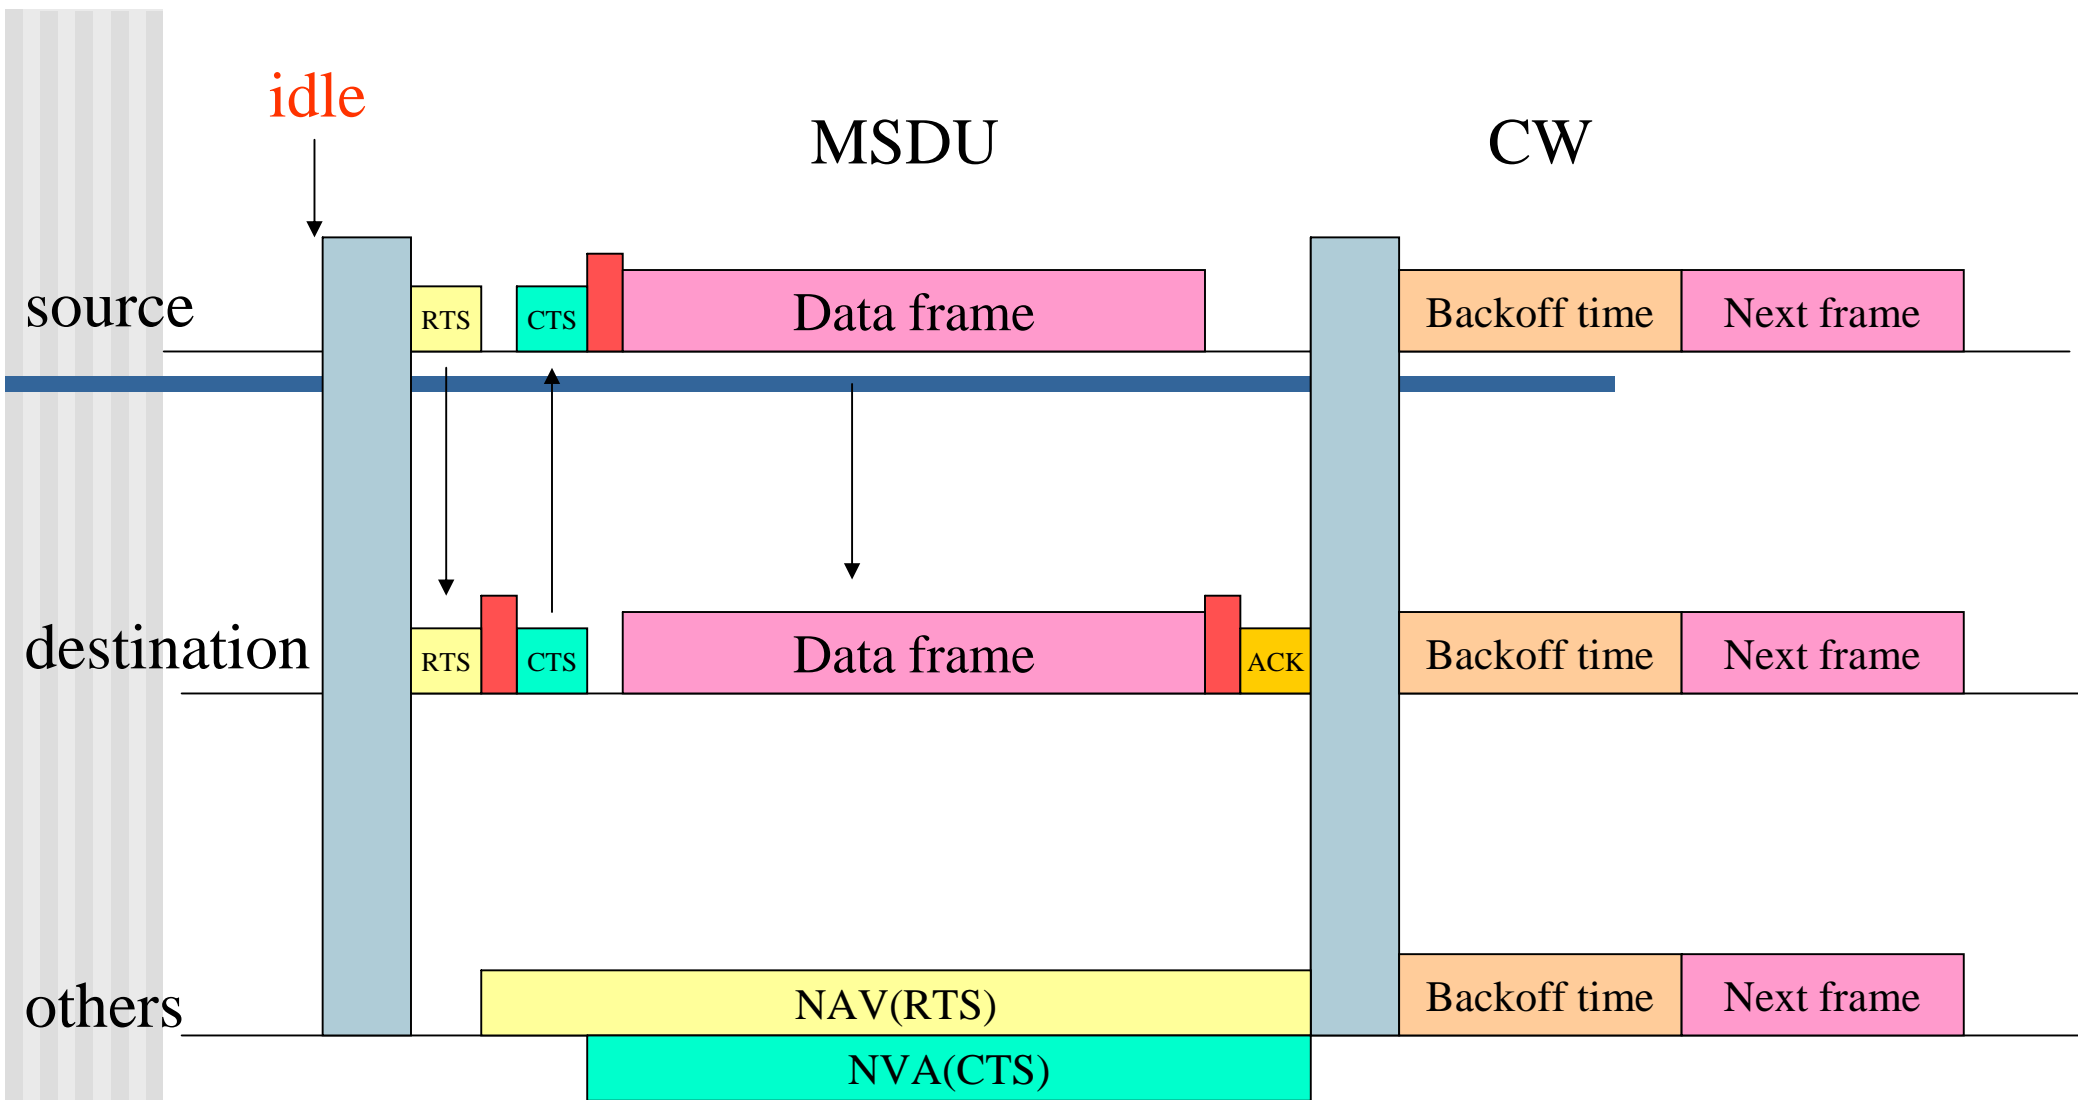 idle
MSDU
CW
source
RTS
CTS
Data frame
Backoff time
Next frame
destination
RTS
CTS
Data frame
ACK
Backoff time
Next frame
others
NAV(RTS)
Backoff time
Next frame
NVA(CTS)